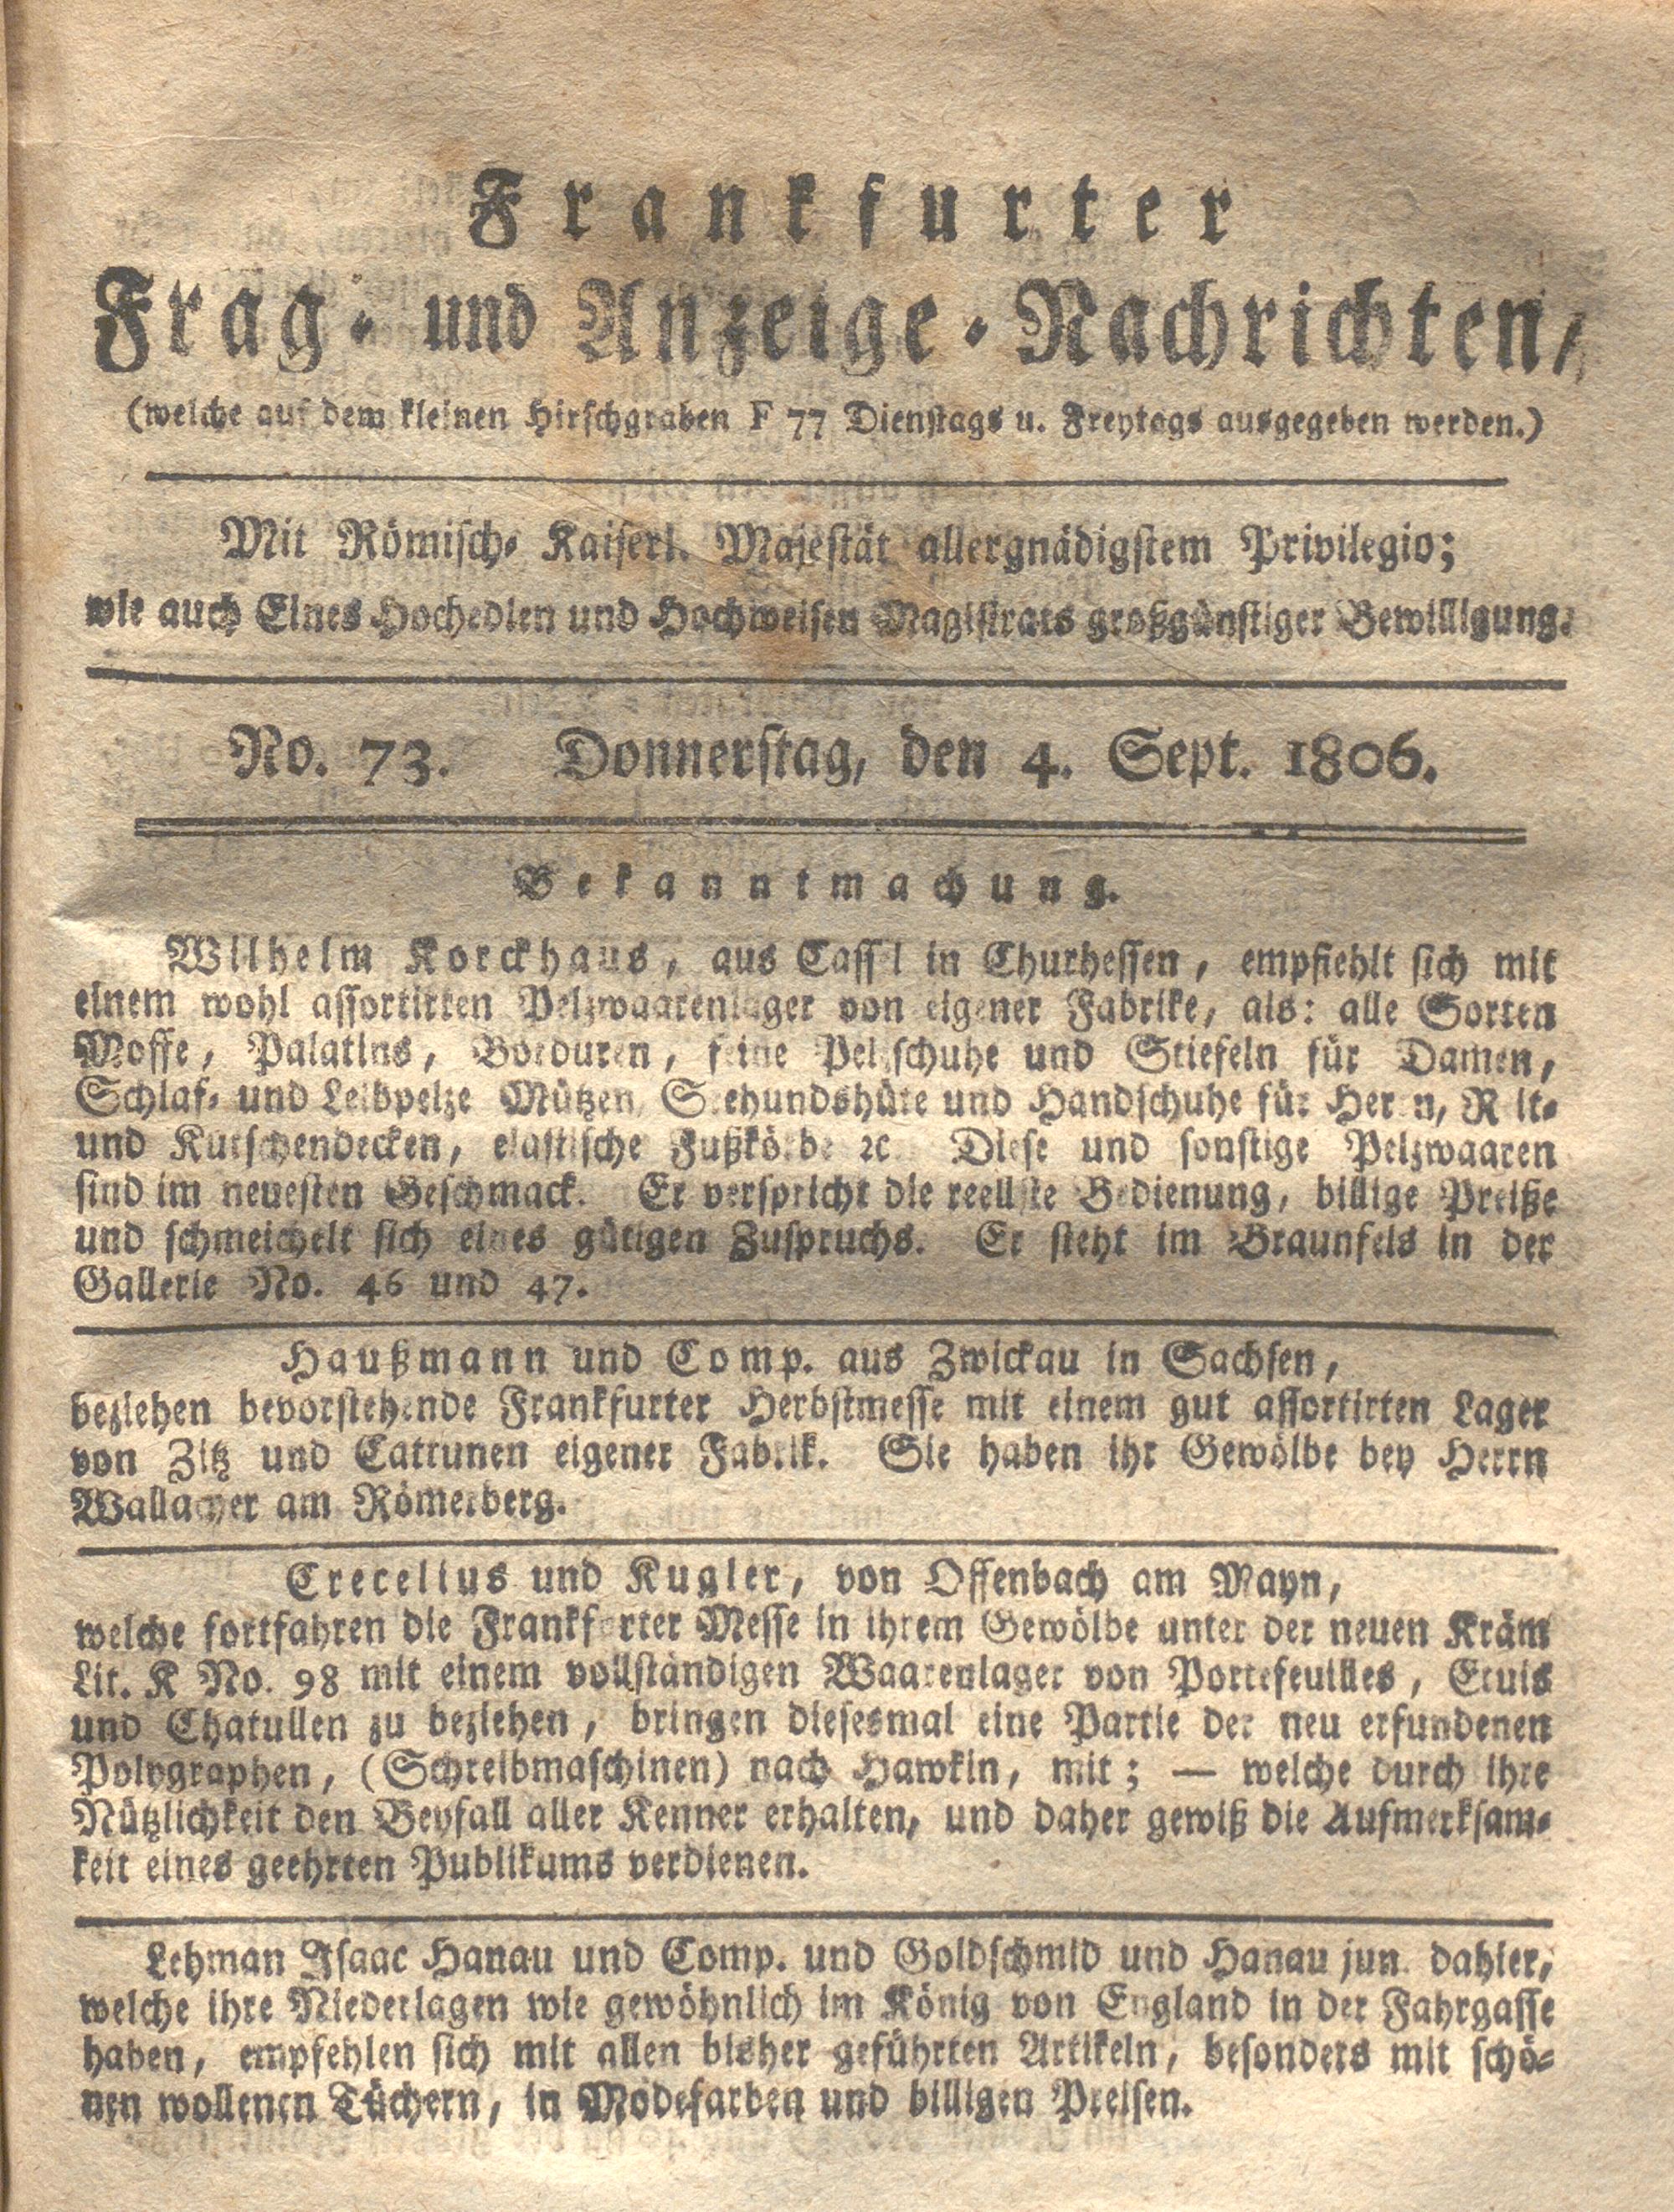 Frankfurter
Frag- und Anzeige-Nachrichten,
(welche auf dem kleinen Hirschgraben F 77 Dienstags u. Freytags ausgegeben werden.)
Mit Römisch- Kaiserl. Majestät allergnädigstem Privilegio;
wie auch Eines Hochedlen und Hochweisen Magistrats großgünstiger Bewilligung.
No. 73. Donnerstag, den 4. Sept. 1806.
Bekanntmachung.
Wilhelm Korckhaus, aus Cassel in Churhessen, empfiehlt sich mit
einem wohl assortirten Pelzwaarenlager von eigener Fabrike, als: alle Sorten
Moffe, Palatins, Borduren, feine Pelzschuhe und Stiefeln für Damen,
Schlaf- und Leibpelze Mützen, Seehundshüte und Handschuhe für Herrn, Reit-
und Kutschendecken, elastische Fußkörbe ꝛc. Diese und sonstige Pelzwaaren
sind im neuesten Geschmack. Er verspricht die reellste Bedienung, billige Preiße
und schmeichelt sich eines gütigen Zuspruchs. Er steht im Braunfels in der
Gallerie No. 46 und 47.
Haußmann und Comp. aus Zwickau in Sachsen,
beziehen bevorstehende Frankfurter Herbstmesse mit einem gut assortirten Lager
von Zitz und Cattunen eigener Fabrik. Sie haben ihr Gewölbe bey Herrn
Wallacher am Römerberg.
Crecelius und Kugler, von Offenbach am Mayn,
welche fortfahren die Frankfurter Messe in ihrem Gewölbe unter der neuen Kräm
Lit. K No. 98 mit einem vollständigen Waarenlager von Portefeuilles, Etuis
und Chatullen zu beziehen, bringen diesesmal eine Partie der neu erfundenen
Polygraphen, (Schreibmaschinen) nach Hawkin, mit; — welche durch ihre
Nützlichkeit den Beyfall aller Kenner erhalten, und daher gewiß die Aufmerksam-
keit eines geehrten Publikums verdienen.
Lehman Isaac Hanau und Comp. und Goldschmid und Hanau jun. dahier,
welche ihre Niederlagen wie gewöhnlich im König von England in der Fahrgasse
haben, empfehlen sich mit allen bisher geführten Artikeln, besonders mit schö-
nen wollenen Tüchern, in Modefarben und billigen Preisen.